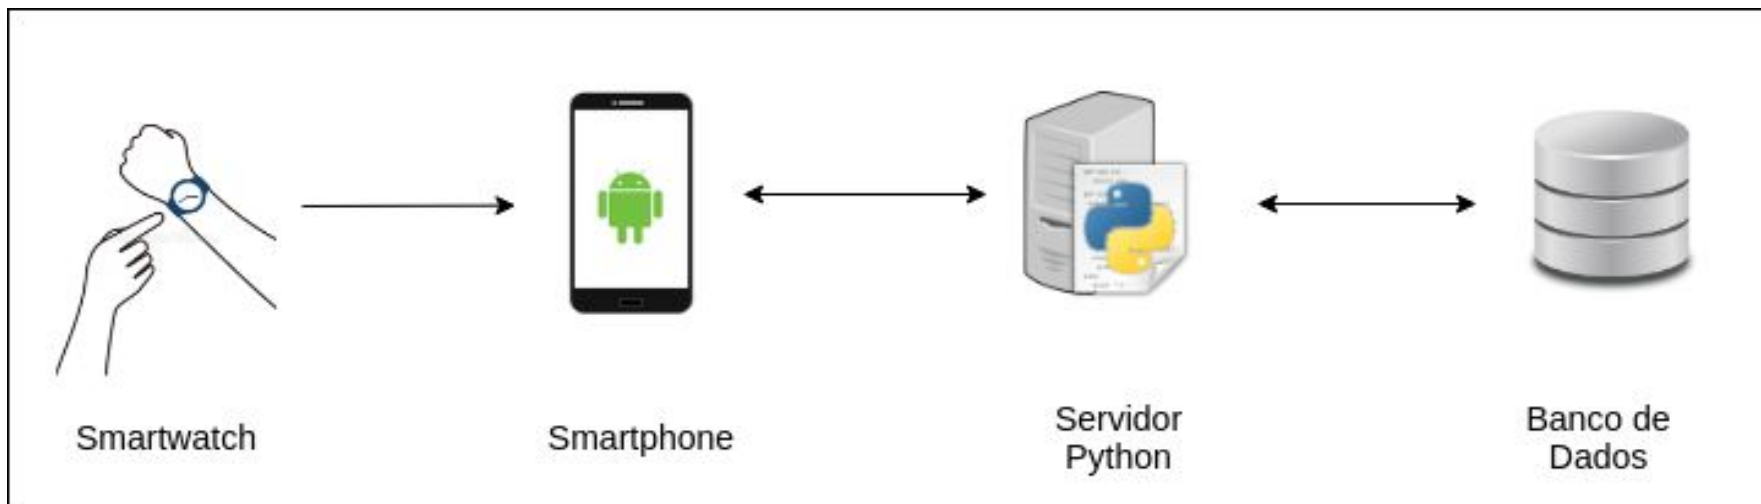 Smartwatch
Smartphone
Servidor
Python
Banco de
Dados